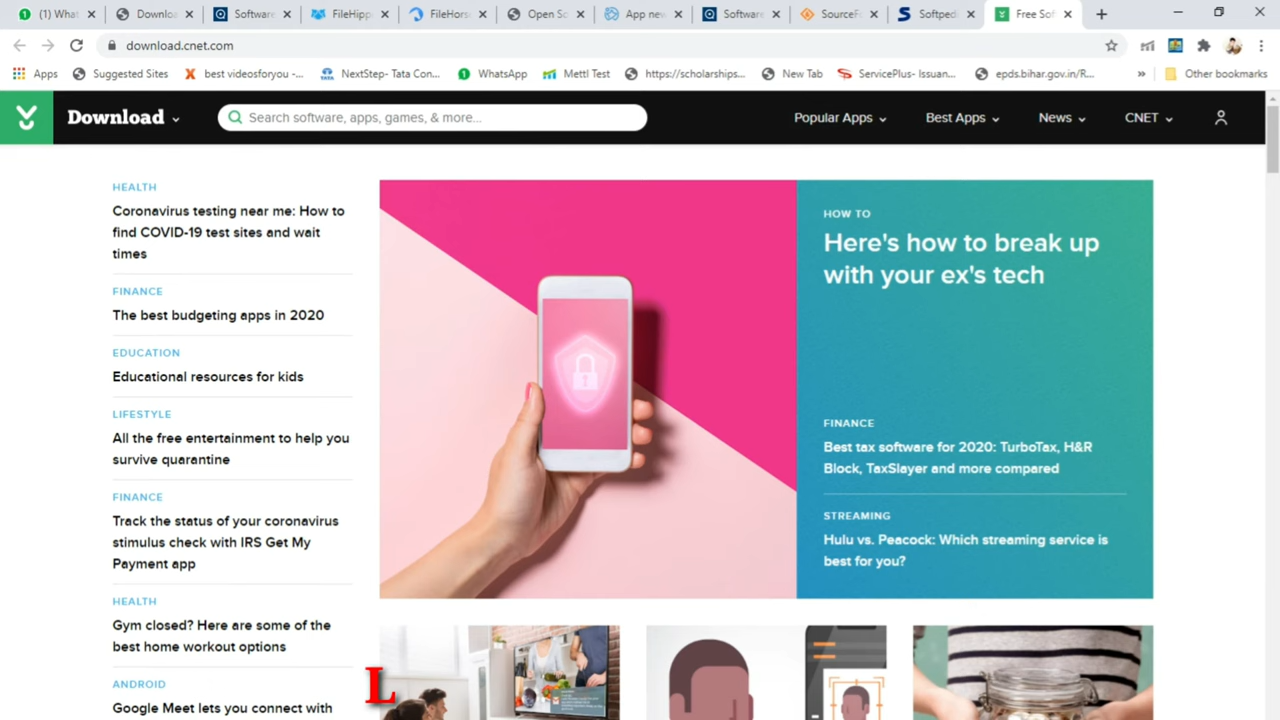 (1) What
Downloa
Software
FileHipp
FileHors
Open So
App new
Software
SourceFo
Softpedi
Free Sof
download.cnet.com
Apps
Suggested Sites
best videosforyou -...
NextStep- Tata Con...
WhatsApp
Mettl Test
https://scholarships...
New Tab
ServicePlus- Issuan...
epds.bihar.gov.in/R...
»
Other bookmarks
Download
Search software, apps, games, & more...
Popular Apps
Best Apps
News
CNET
HEALTH
Coronavirus testing near me: How to
find COVID-19 test sites and wait
times
FINANCE
The best budgeting apps in 2020
EDUCATION
Educational resources for kids
LIFESTYLE
All the free entertainment to help you
survive quarantine
FINANCE
Track the status of your coronavirus
stimulus check with IRS Get My
Payment app
HEALTH
Gym closed? Here are some of the
best home workout options
ANDROID
Google Meet lets you connect with
HOW TO
Here's how to break up
with your ex's tech
FINANCE
Best tax software for 2020: TurboTax, H&R
Block, TaxSlayer and more compared
STREAMING
Hulu vs. Peacock: Which streaming service is
best for you?
L